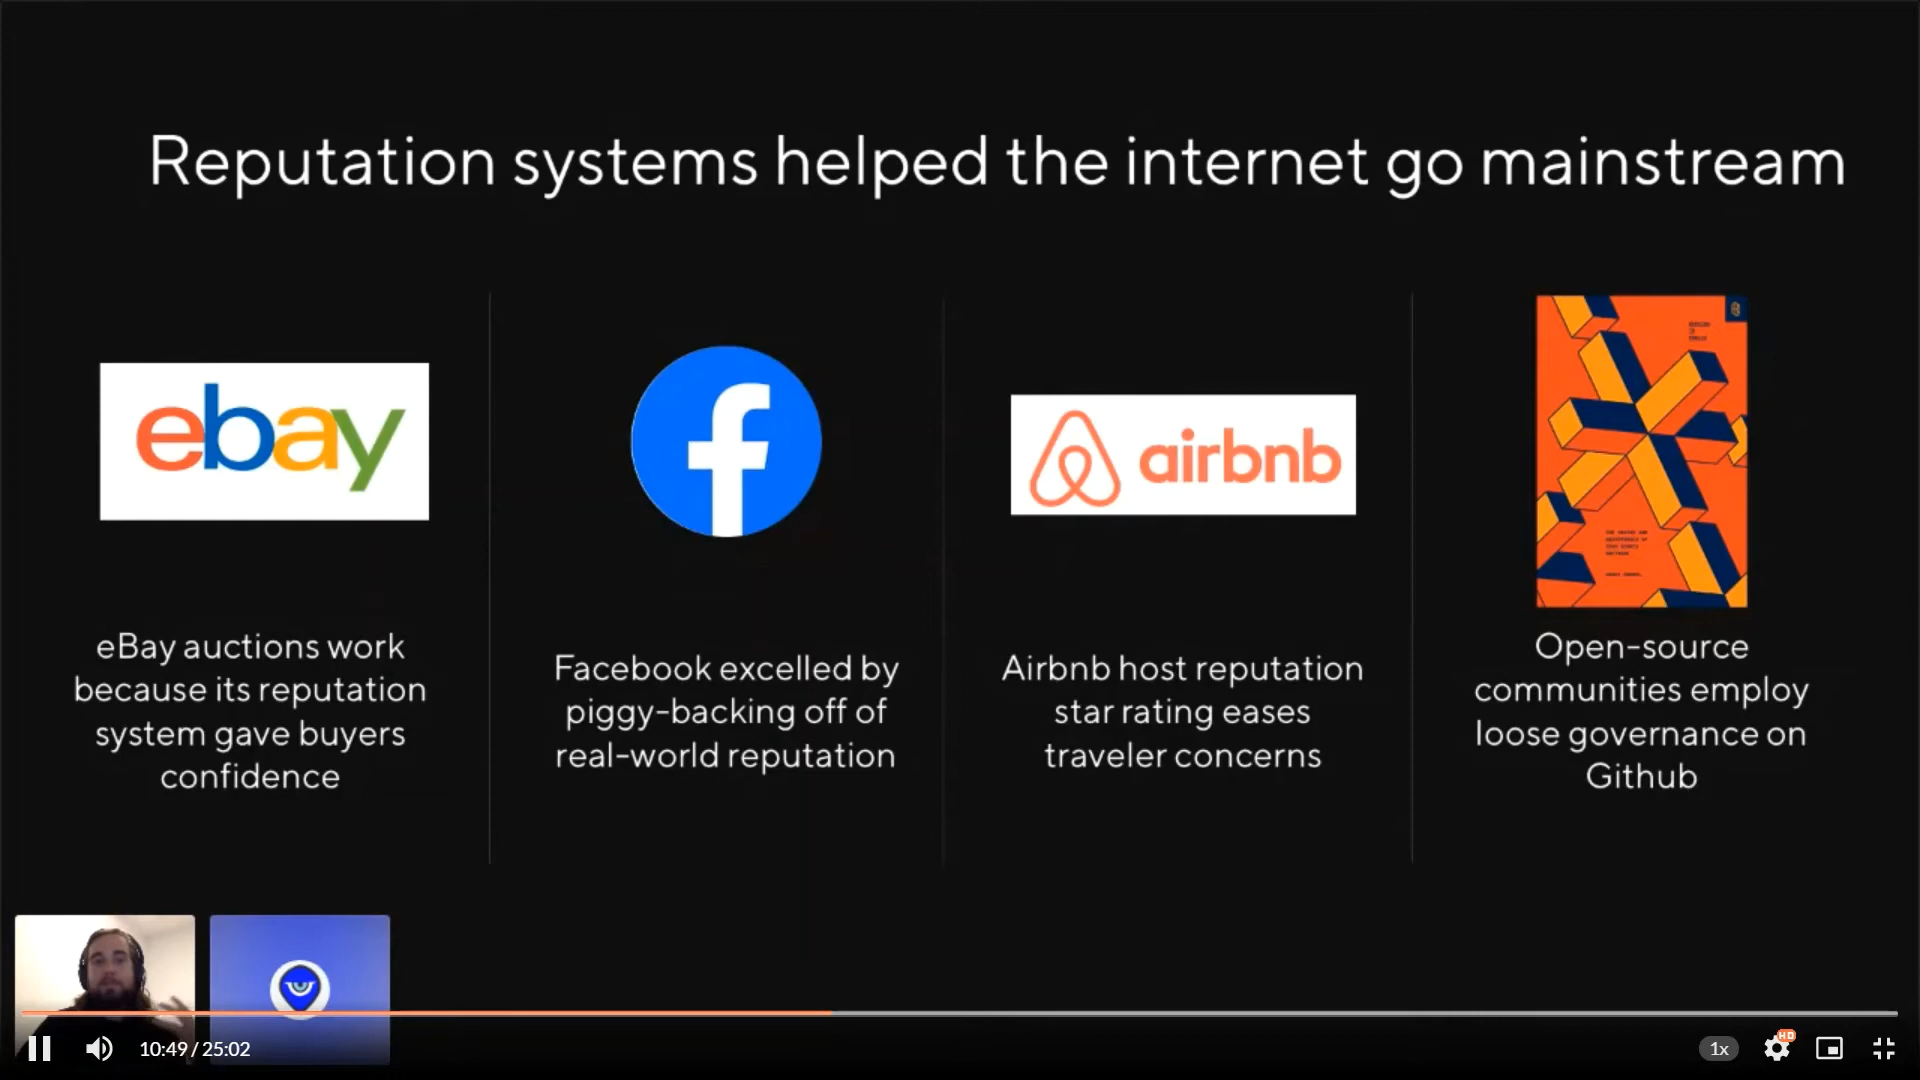 Reputation systems helped the internet go mainstream
ebay
eBay auctions work
because its reputation
system gave buyers
confidence
f
Facebook excelled by
piggy-backing off of
real-world reputation
airbnb
Airbnb host reputation
star rating eases
traveler concerns
Open-source
communities employ
loose governance on
Github
10:49 / 25:02
1x
HD